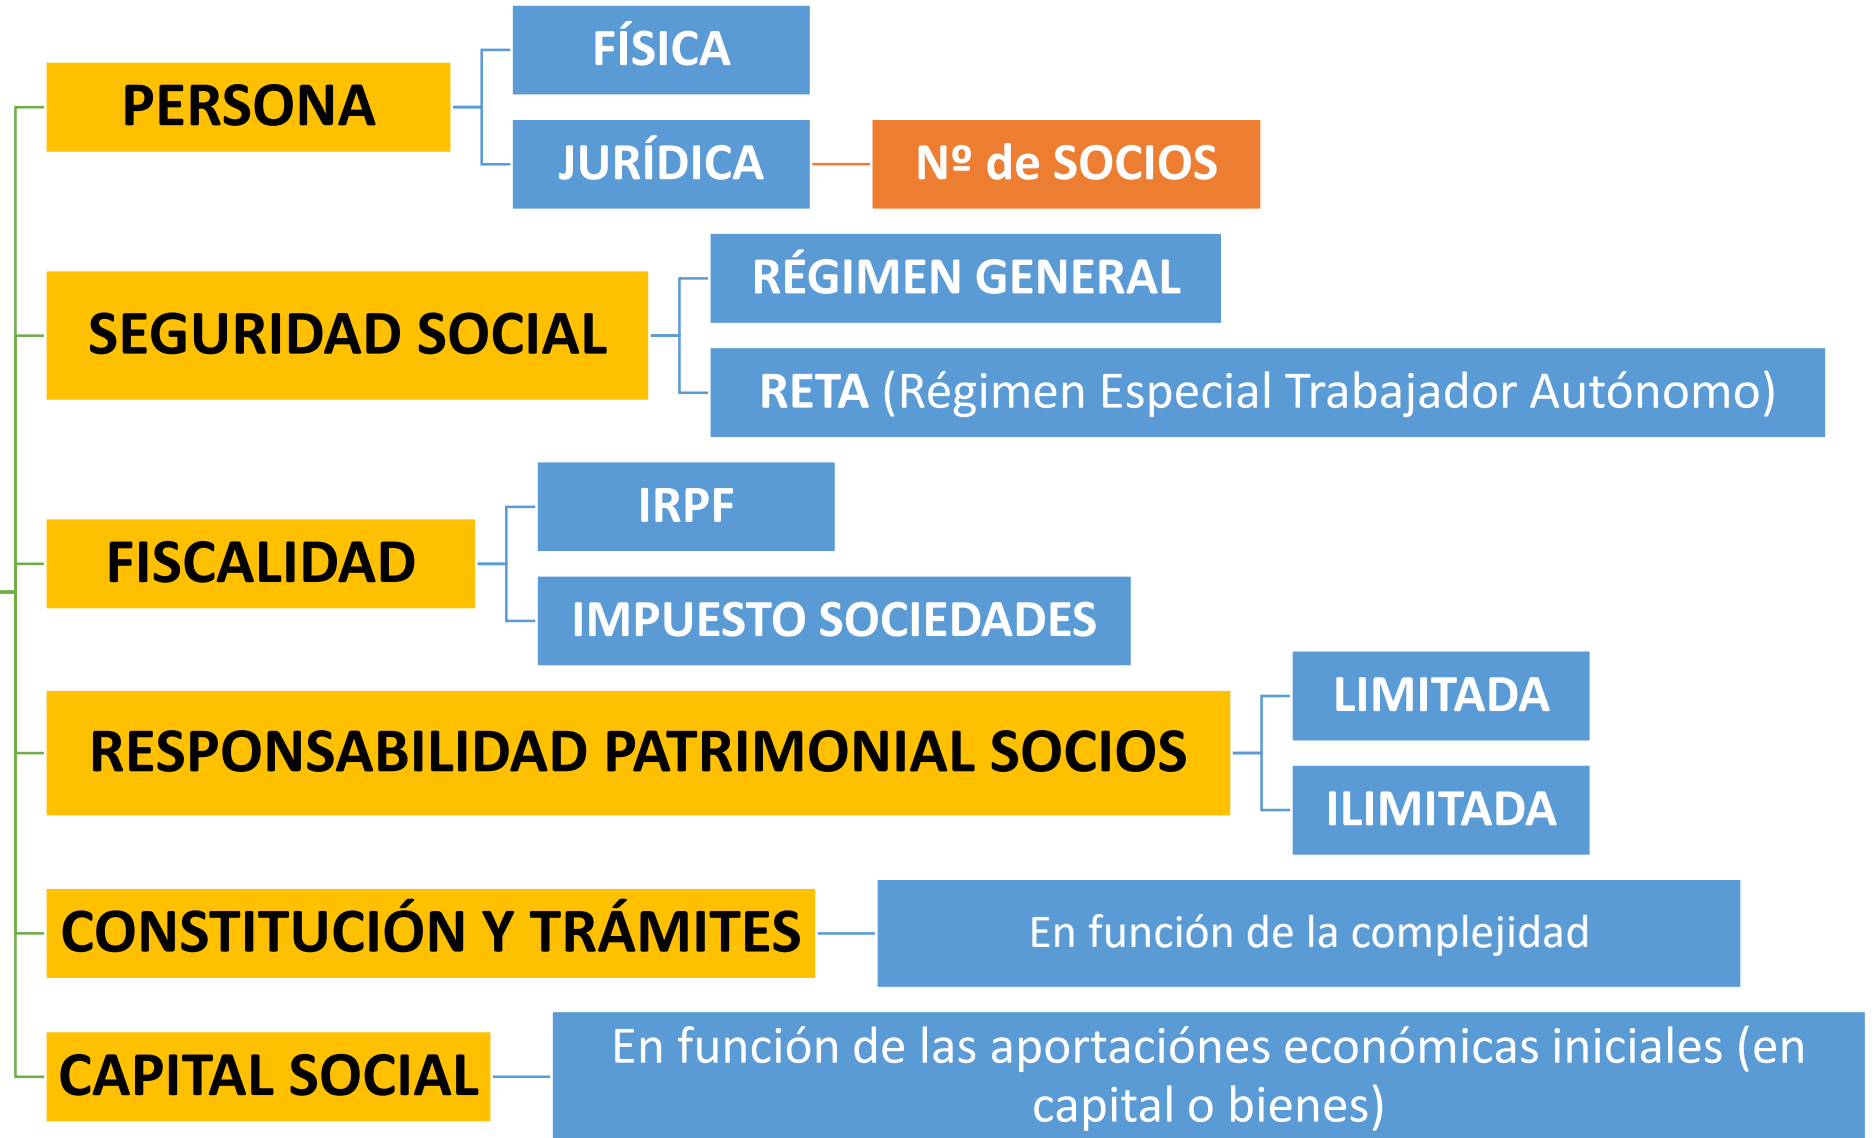 PERSONA
FÍSICA
JURÍDICA
Nº de SOCIOS
SEGURIDAD SOCIAL
RÉGIMEN GENERAL
RETA (Régimen Especial Trabajador Autónomo)
FISCALIDAD
IRPF
IMPUESTO SOCIEDADES
RESPONSABILIDAD PATRIMONIAL SOCIOS
LIMITADA
ILIMITADA
CONSTITUCIÓN Y TRÁMITES
En función de la complejidad
CAPITAL SOCIAL
En función de las aportaciónes económicas iniciales (en
capital o bienes)